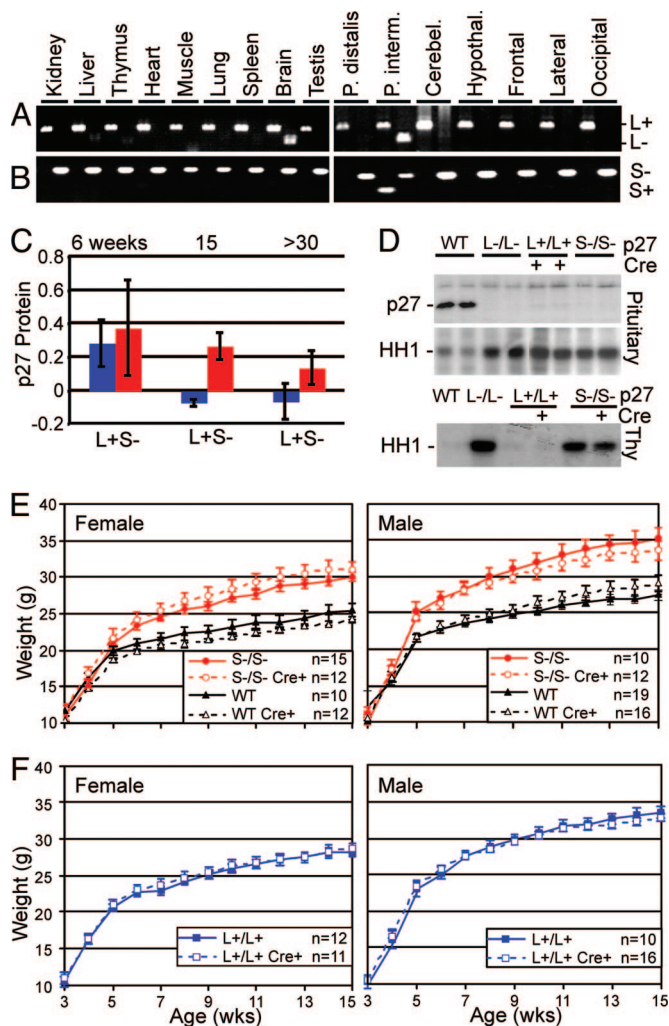 Kidney
Liver
Thymus
Heart
Muscle
Lung
Spleen
Brain
Testis
P. distalis
P. interm.
Cerebel.
Hypothal.
Frontal
Lateral
Occipital
A
L+
L-
B
S-
S+
C
6 weeks 15 >30
p27 Protein
0.8
0.6
0.4
0.2
0
-0.2
L+S- L+S- L+S-
D
WT L-/L- L+/L+ S-/S- p27
+ + Cre
p27
HH1
Pituitary
WT L-/L- L+/L+ S-/S- p27
+ + Cre
HH1
Thy
E
Female
Weight (g)
40
35
30
25
20
15
10
S-/S- n=15
S-/S- Cre+ n=12
WT n=10
WT Cre+ n=12
Male
S-/S- n=10
S-/S- Cre+ n=12
WT n=19
WT Cre+ n=16
F
Female
Weight (g)
40
35
30
25
20
15
10
L+/L+ n=12
L+/L+ Cre+ n=11
3 5 7 9 11 13 15
Age (wks)
Male
L+/L+ n=10
L+/L+ Cre+ n=16
3 5 7 9 11 13 15
Age (wks)